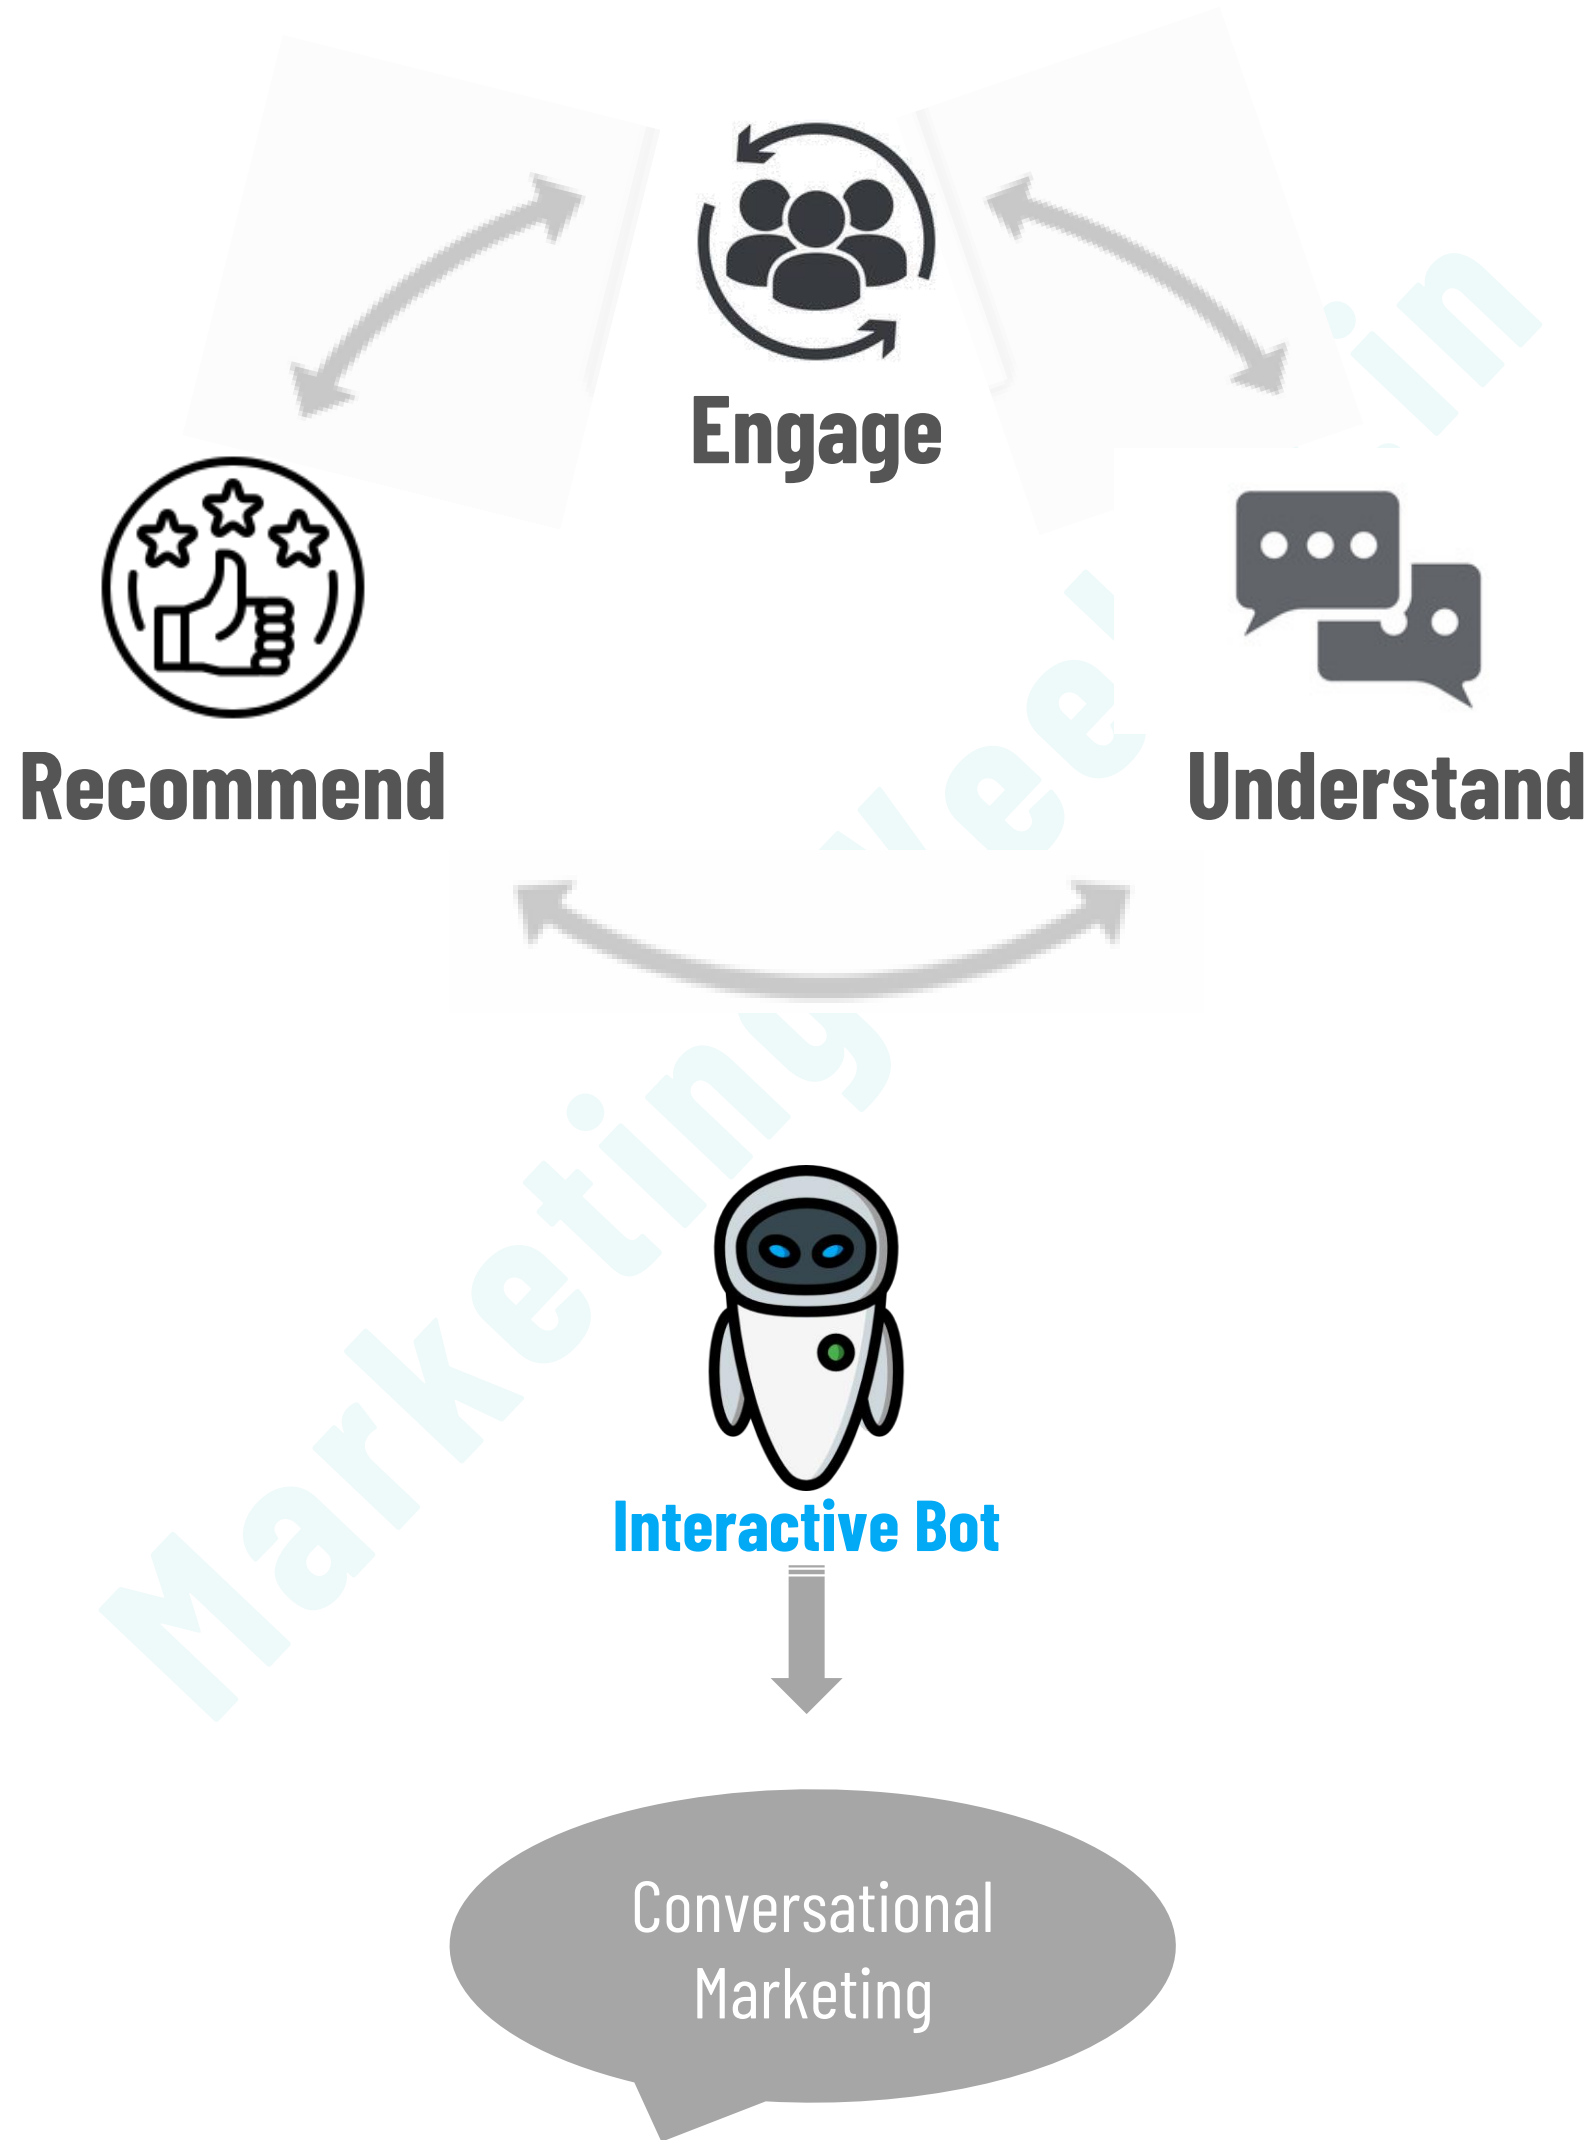 Engage
Recommend
Understand
Interactive Bot
Conversational
Marketing